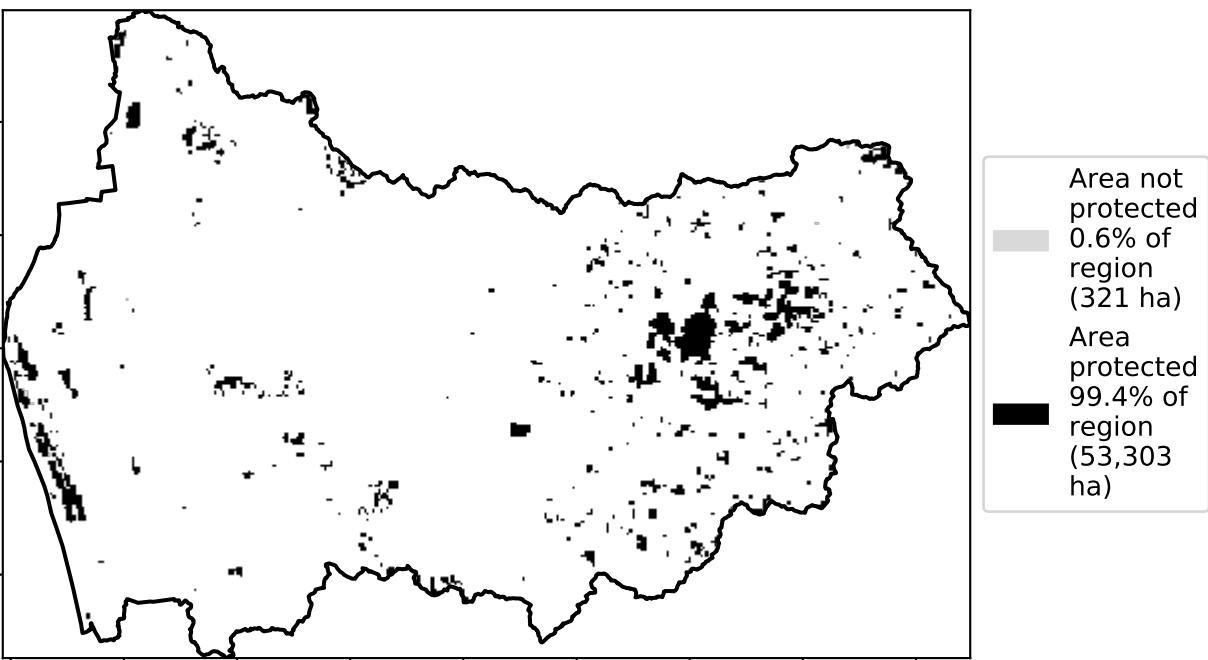 Area not
protected
0.6% of
region
(321 ha)
Area
protected
99.4% of
region
(53,303
ha)